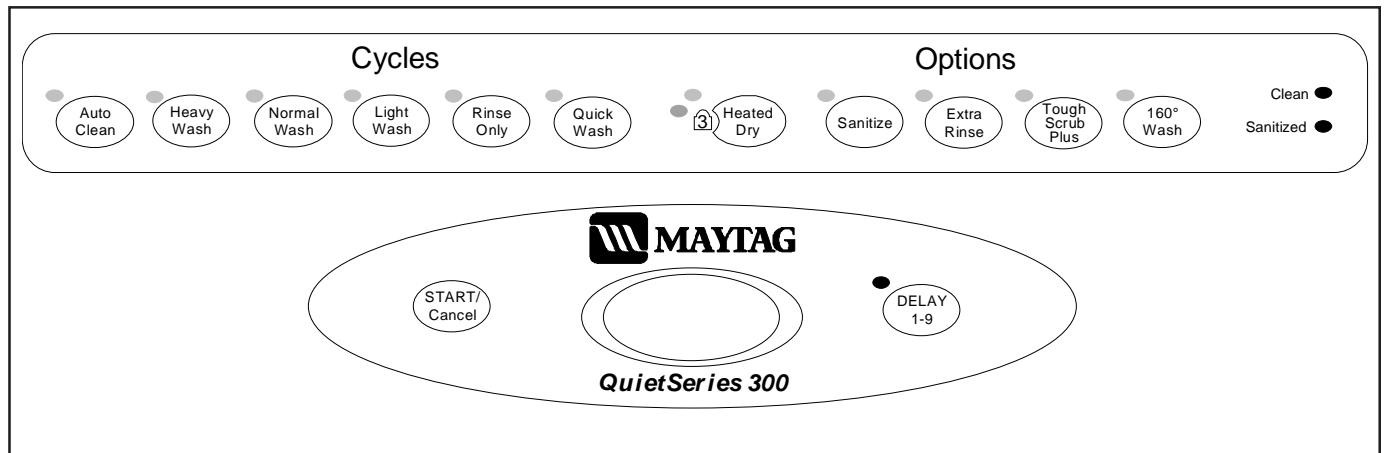 Cycles
Options
Auto
Clean
Heavy
Wash
Normal
Wash
Light
Wash
Rinse
Only
Quick
Wash
3
Heated
Dry
Sanitize
Extra
Rinse
Tough
Scrub
Plus
160°
Wash
Clean
Sanitized
MAYTAG
START/
Cancel
DELAY
1-9
QuietSeries 300